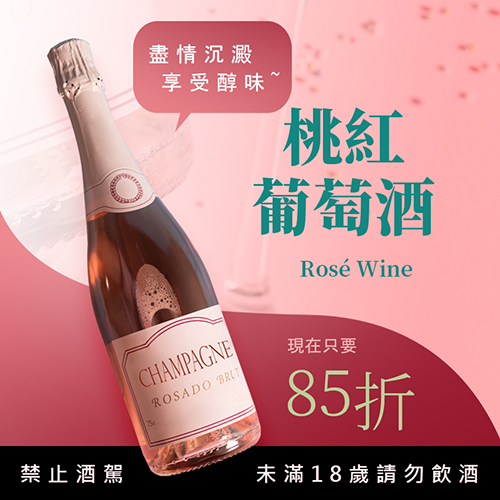 盡情沉澱
享受醇味~
桃紅
葡萄酒
Rosé Wine
CHAMPAGNE
ROSADO BRUT
75cl
現在只要
85折
禁止酒駕
未滿18歲請勿飲酒